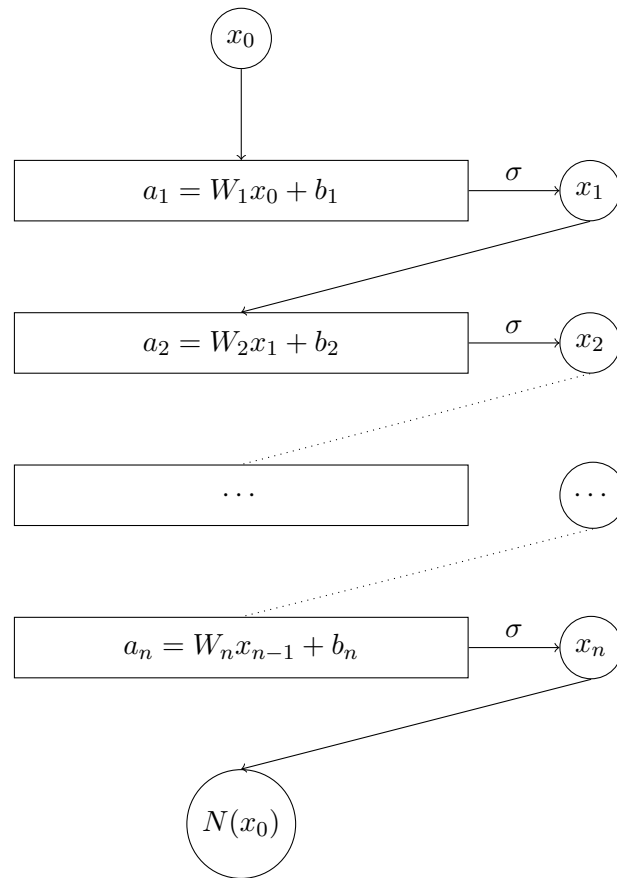 x_0
a_1 = W_1x_0 + b_1
σ
x_1
a_2 = W_2x_1 + b_2
σ
x_2
⋯
⋯
a_n = W_nx_{n−1} + b_n
σ
x_n
N(x_0)